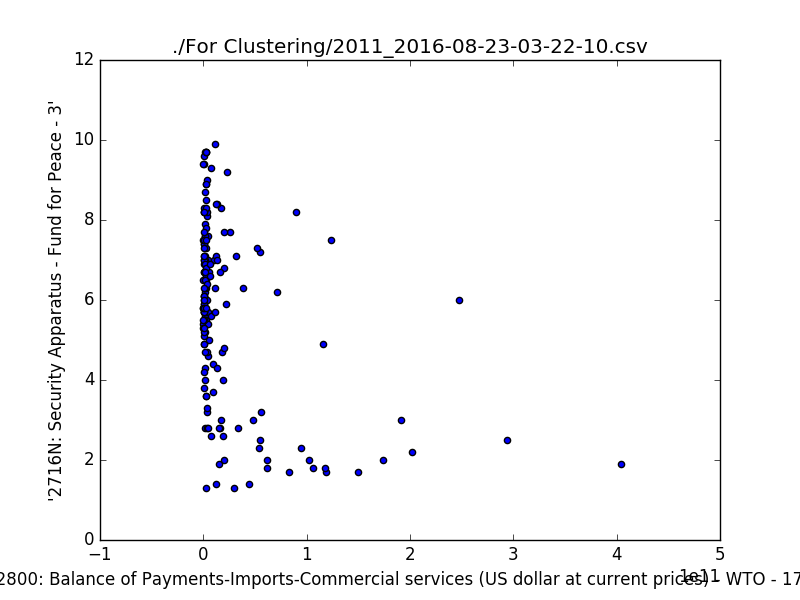 ./For Clustering/2011_2016-08-23-03-22-10.csv
'2716N: Security Apparatus - Fund for Peace - 3'
12
10
8
6
4
2
0
−1 0 1 2 3 4 5
1e11
2800: Balance of Payments-Imports-Commercial services (US dollar at current prices) - WTO - 17